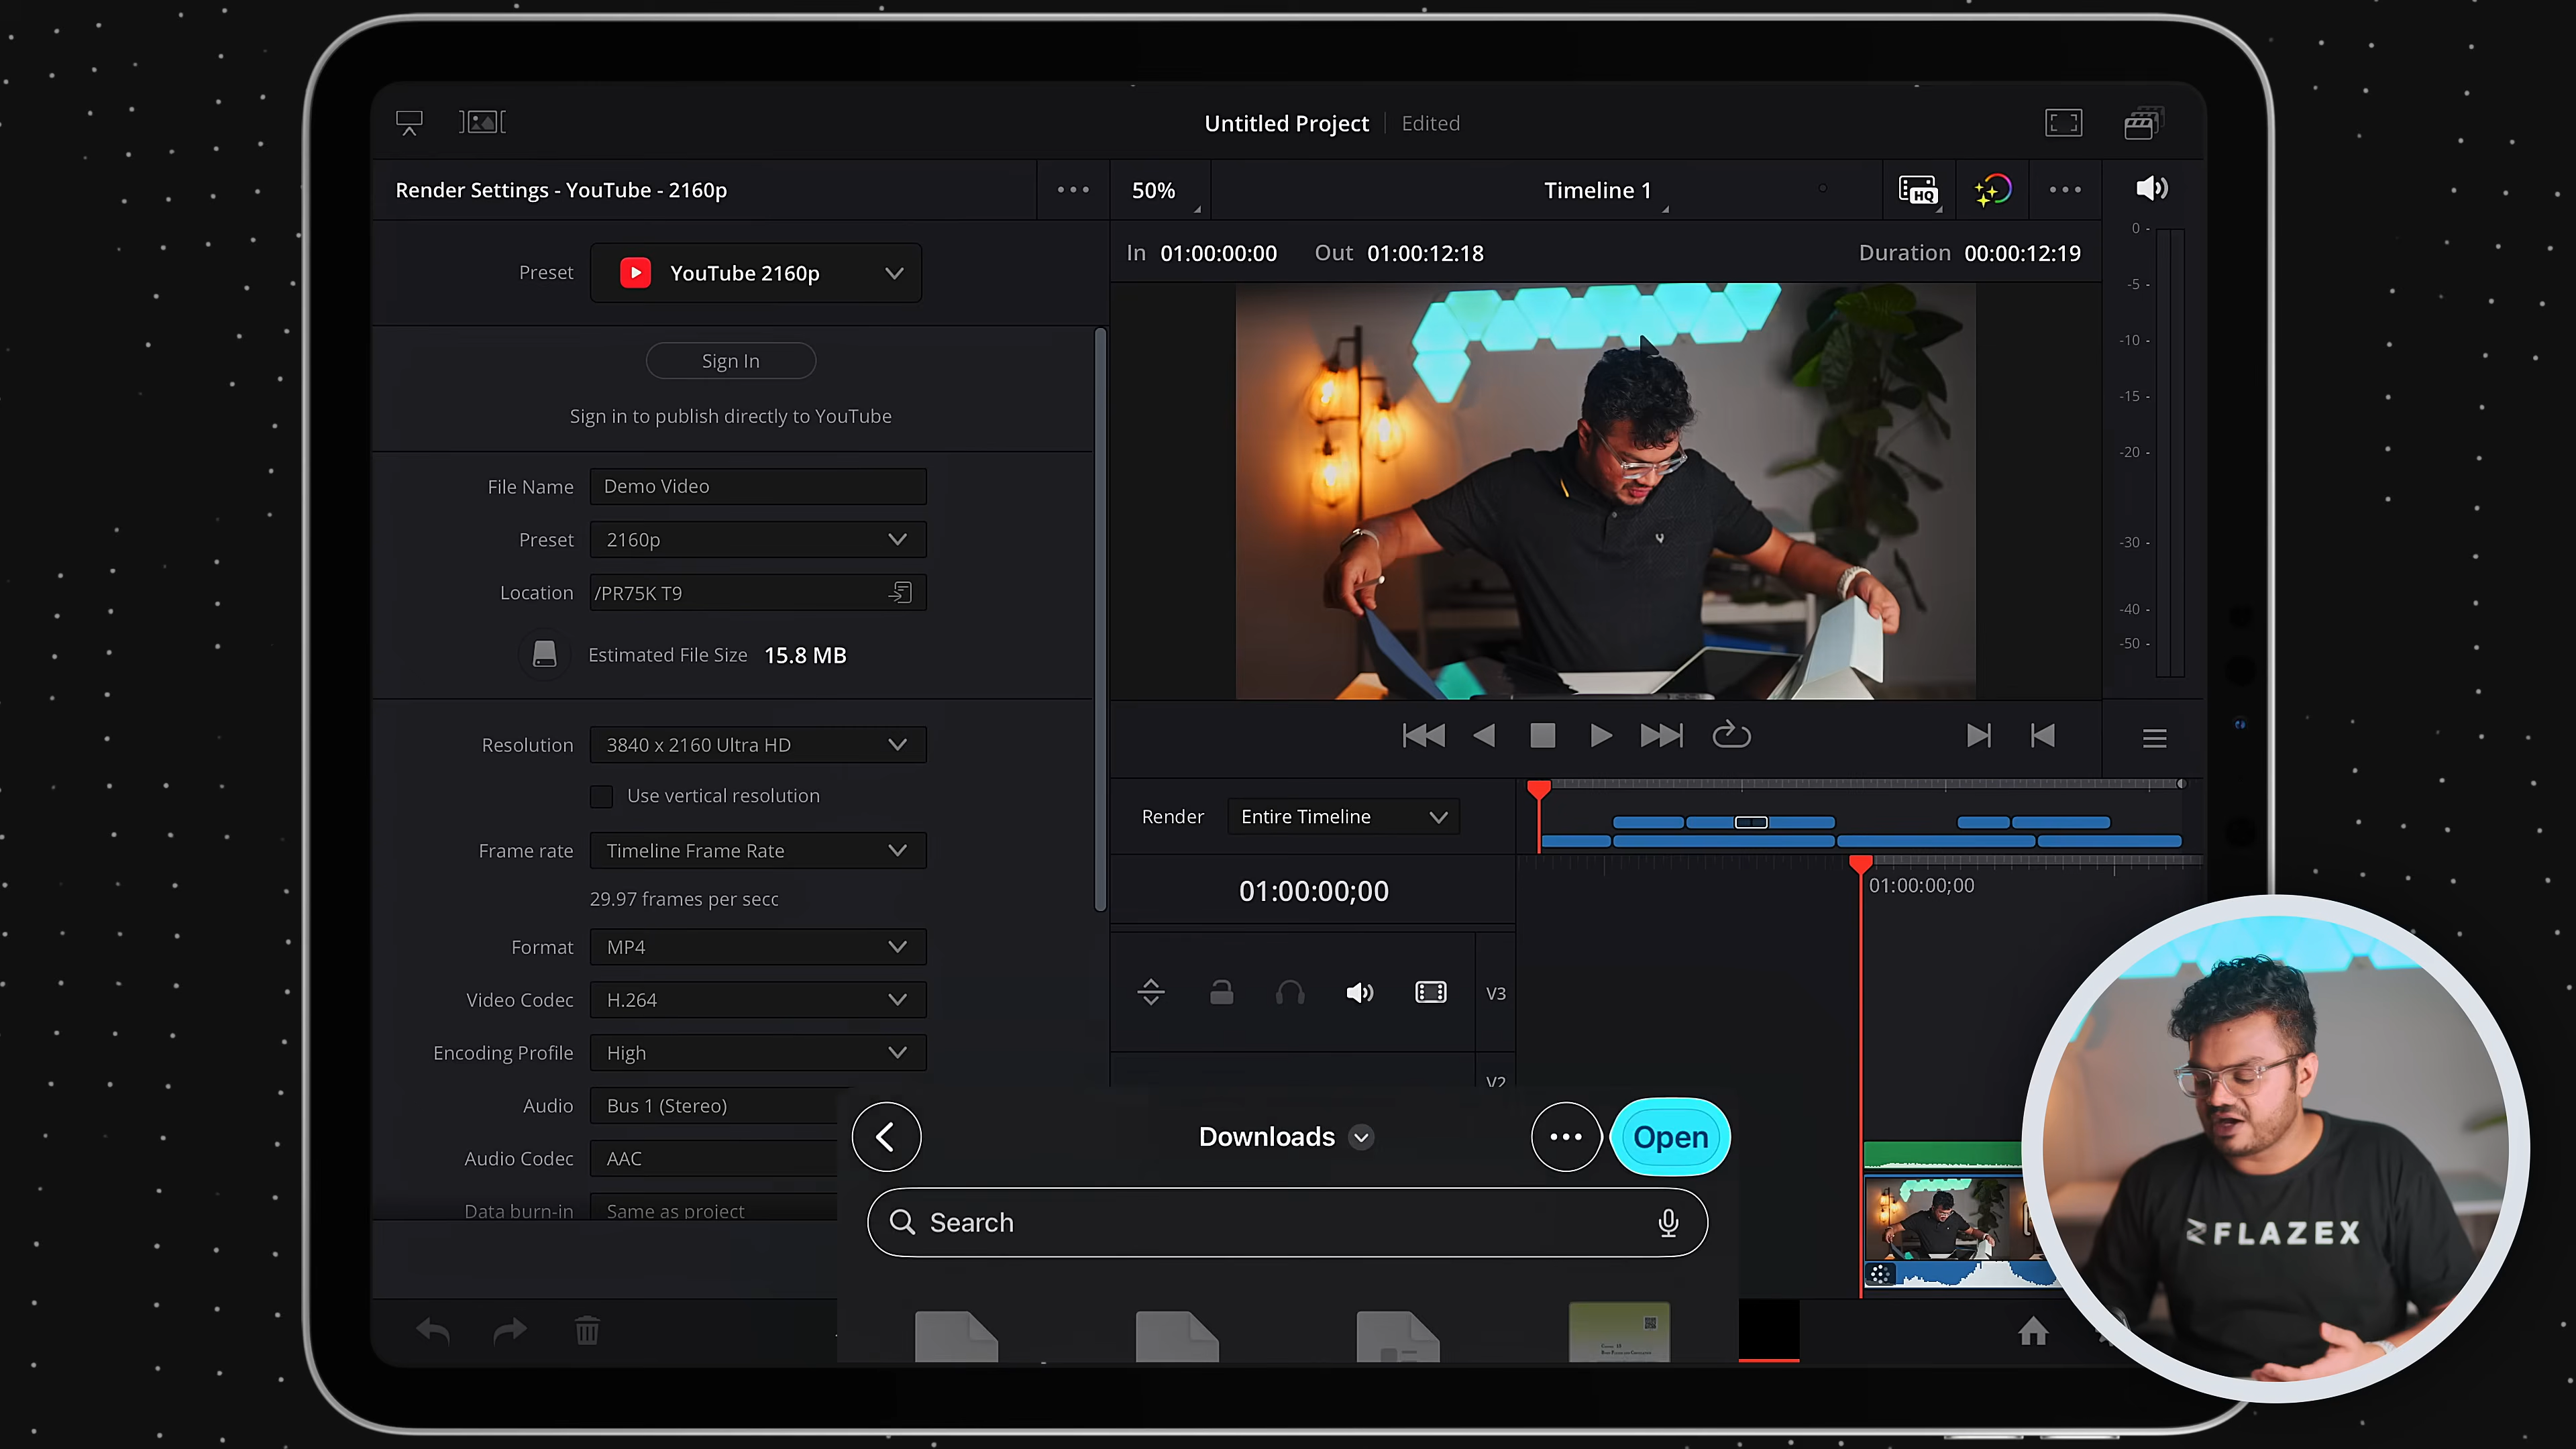 Untitled Project Edited
Render Settings - YouTube - 2160p
50%
Timeline 1
HQ
Preset YouTube 2160p
In 01:00:00:00 Out 01:00:12:18 Duration 00:00:12:19
Sign In
Sign in to publish directly to YouTube
File Name Demo Video
Preset 2160p
Location /PR75K T9
Estimated File Size 15.8 MB
Resolution 3840 x 2160 Ultra HD
Use vertical resolution
Frame rate Timeline Frame Rate
29.97 frames per secc
Format MP4
Video Codec H.264
Encoding Profile High
Audio Bus 1 (Stereo)
Audio Codec AAC
Data burn-in Same as project
0
-5
-10
-15
-20
-30
-40
-50
Render Entire Timeline
01:00:00;00
01:00:00;00
V3
V2
Downloads
Open
Search
FLAZEX